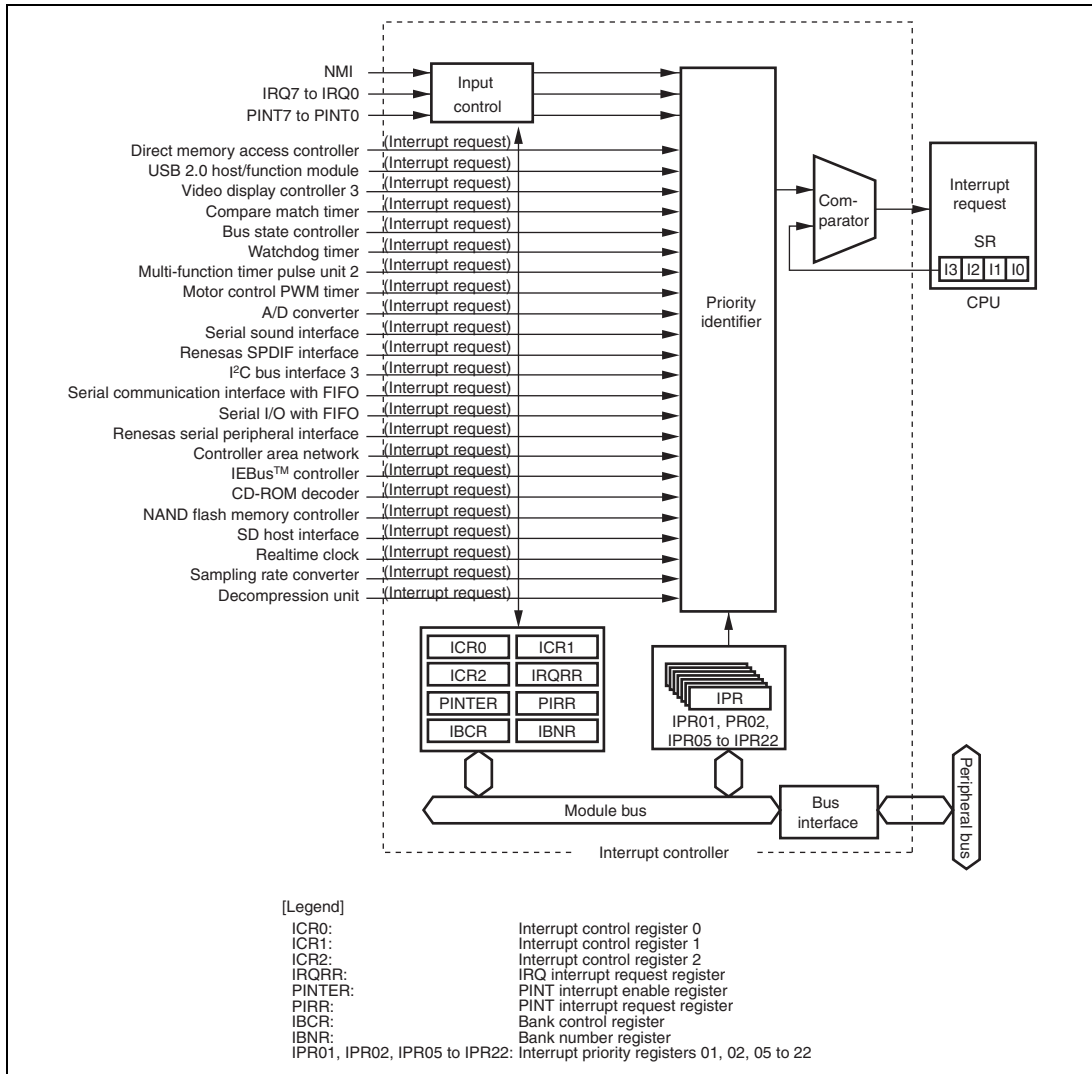 NMI
IRQ7 to IRQ0
PINT7 to PINT0
Input
control
Direct memory access controller (Interrupt request)
USB 2.0 host/function module (Interrupt request)
Video display controller 3 (Interrupt request)
Compare match timer (Interrupt request)
Bus state controller (Interrupt request)
Watchdog timer (Interrupt request)
Multi-function timer pulse unit 2 (Interrupt request)
Motor control PWM timer (Interrupt request)
A/D converter (Interrupt request)
Serial sound interface (Interrupt request)
Renesas SPDIF interface (Interrupt request)
I²C bus interface 3 (Interrupt request)
Serial communication interface with FIFO (Interrupt request)
Serial I/O with FIFO (Interrupt request)
Renesas serial peripheral interface (Interrupt request)
Controller area network (Interrupt request)
IEBus™ controller (Interrupt request)
CD-ROM decoder (Interrupt request)
NAND flash memory controller (Interrupt request)
SD host interface (Interrupt request)
Realtime clock (Interrupt request)
Sampling rate converter (Interrupt request)
Decompression unit (Interrupt request)
Priority
identifier
Com-
parator
Interrupt
request
SR
I3 I2 I1 I0
CPU
ICR0 ICR1
ICR2 IRQRR
PINTER PIRR
IBCR IBNR
IPR
IPR01, PR02,
IPR05 to IPR22
Module bus
Bus
interface
Peripheral bus
Interrupt controller
[Legend]
ICR0: Interrupt control register 0
ICR1: Interrupt control register 1
ICR2: Interrupt control register 2
IRQRR: IRQ interrupt request register
PINTER: PINT interrupt enable register
PIRR: PINT interrupt request register
IBCR: Bank control register
IBNR: Bank number register
IPR01, IPR02, IPR05 to IPR22: Interrupt priority registers 01, 02, 05 to 22